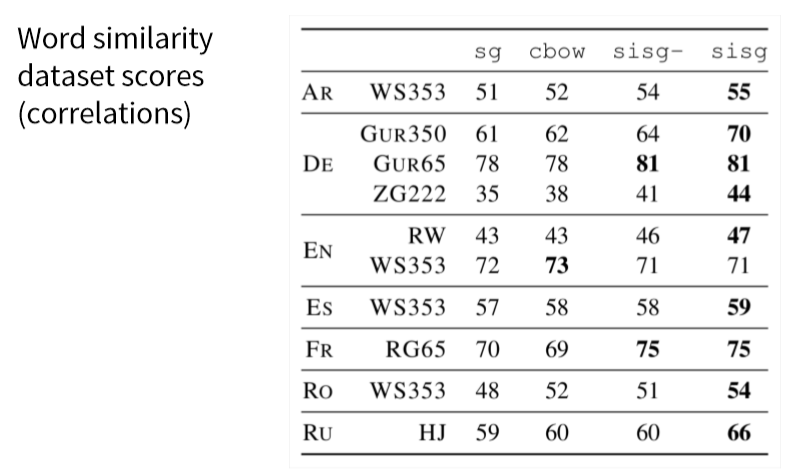 Word similarity
dataset scores
(correlations)
sg cbow sisg- sisg
AR WS353 51 52 54 55
GUR350 61 62 64 70
DE GUR65 78 78 81 81
ZG222 35 38 41 44
RW 43 43 46 47
EN
WS353 72 73 71 71
ES WS353 57 58 58 59
FR RG65 70 69 75 75
RO WS353 48 52 51 54
RU HJ 59 60 60 66